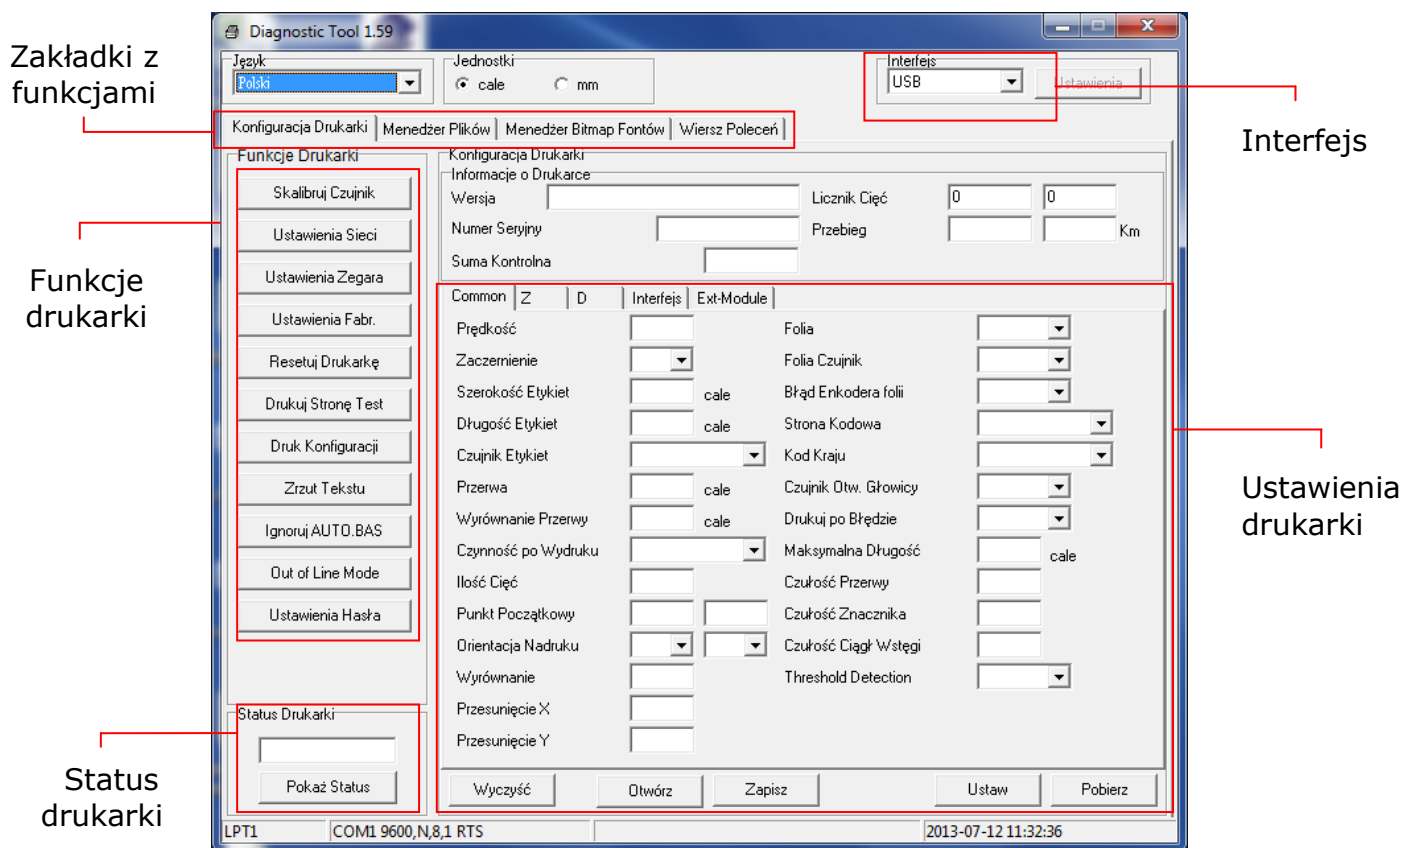 Diagnostic Tool 1.59
Zakładki z
funkcjami
Język
Polski
Jednostki
cale
mm
Interfejs
USB
Ustawienia
Interfejs
Konfiguracja Drukarki
Menedżer Plików
Menedżer Bitmap Fontów
Wiersz Poleceń
Funkcje Drukarki
Skalibruj Czujnik
Ustawienia Sieci
Ustawienia Zegara
Ustawienia Fabr.
Resetuj Drukarkę
Drukuj Stronę Test
Druk Konfiguracji
Zrzut Tekstu
Ignoruj AUTO.BAS
Out of Line Mode
Ustawienia Hasła
Funkcje
drukarki
Konfiguracja Drukarki
Informacje o Drukarce
Wersja
Licznik Cięć
0
0
Numer Seryjny
Przebieg
Km
Suma Kontrolna
Common
Z
D
Interfejs
Ext-Module
Prędkość
Zaczernienie
Szerokość Etykiet
cale
Długość Etykiet
cale
Czujnik Etykiet
Przerwa
cale
Wyrównanie Przerwy
cale
Czynność po Wydruku
Ilość Cięć
Punkt Początkowy
Orientacja Nadruku
Wyrównanie
Przesunięcie X
Przesunięcie Y
Folia
Folia Czujnik
Błąd Enkodera folii
Strona Kodowa
Kod Kraju
Czujnik Otw. Głowicy
Drukuj po Błędzie
Maksymalna Długość
cale
Czułość Przerwy
Czułość Znacznika
Czułość Ciągł Wstęgi
Threshold Detection
Ustawienia
drukarki
Status Drukarki
Pokaż Status
Status
drukarki
Wyczyść
Otwórz
Zapisz
Ustaw
Pobierz
LPT1
COM1 9600,N,8,1 RTS
2013-07-12 11:32:36